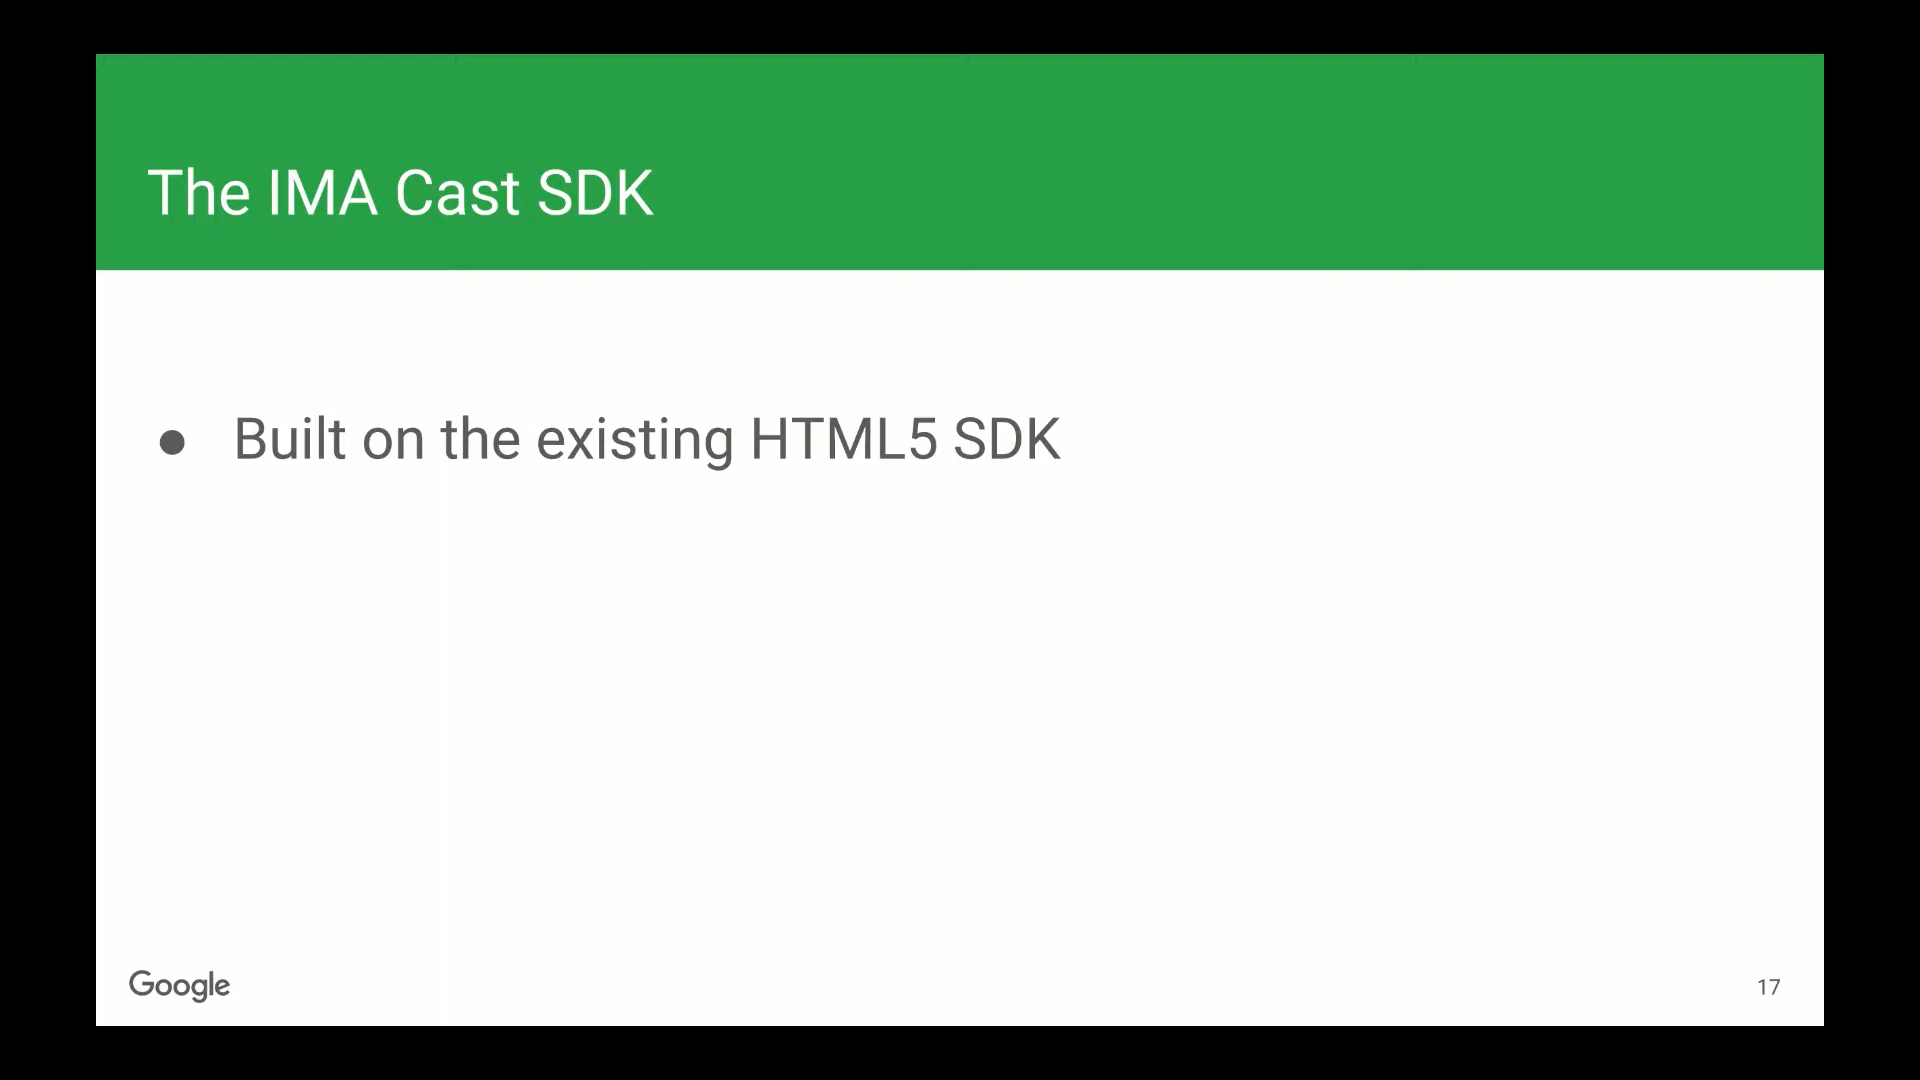 The IMA Cast SDK
● Built on the existing HTML5 SDK
Google
17